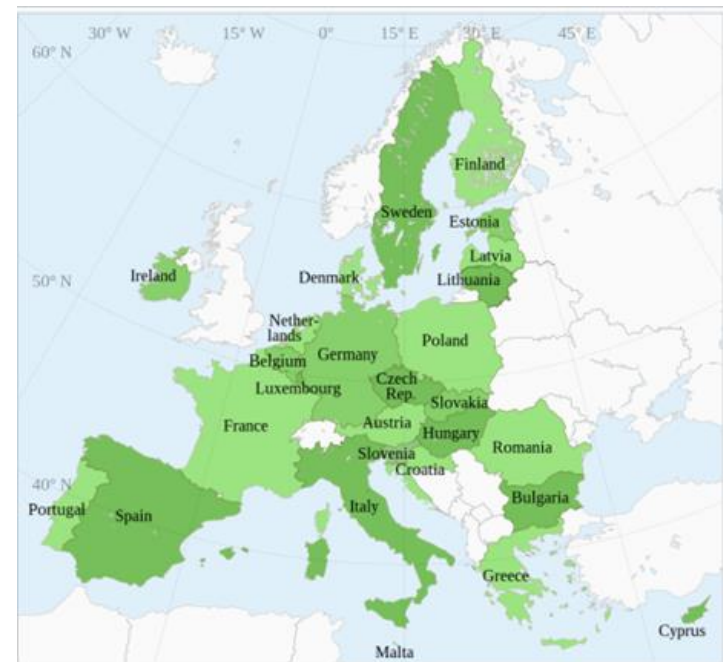 30° W 15° W 0° 15° E 30° E 45° E
60° N
Finland
Sweden
Estonia
Latvia
Ireland
Denmark
Lithuania
50° N
Nether-
lands
Poland
Germany
Belgium
Czech
Rep.
Luxembourg
Slovakia
Austria
France
Hungary
Romania
Slovenia
Croatia
40° N
Bulgaria
Portugal
Spain
Italy
Greece
Cyprus
Malta